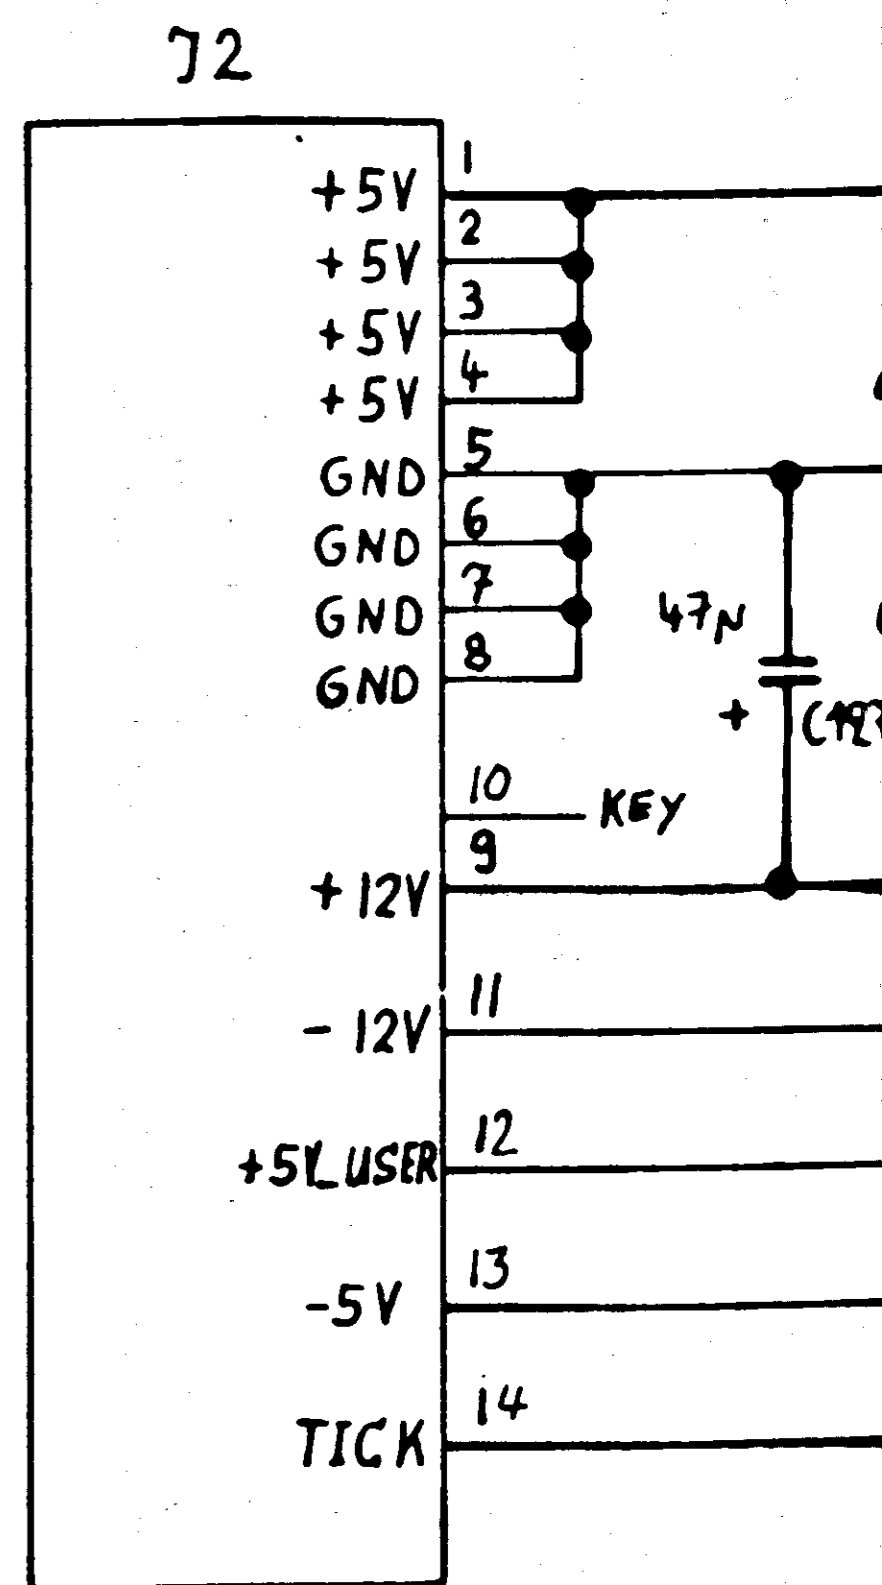 J2
1
+5V
2
+5V
3
+5V
4
+5V
5
GND
6
GND
7
GND
8
GND
47µ
+
10
KEY
9
+12V
11
-12V
12
+5V_USER
13
-5V
14
TICK